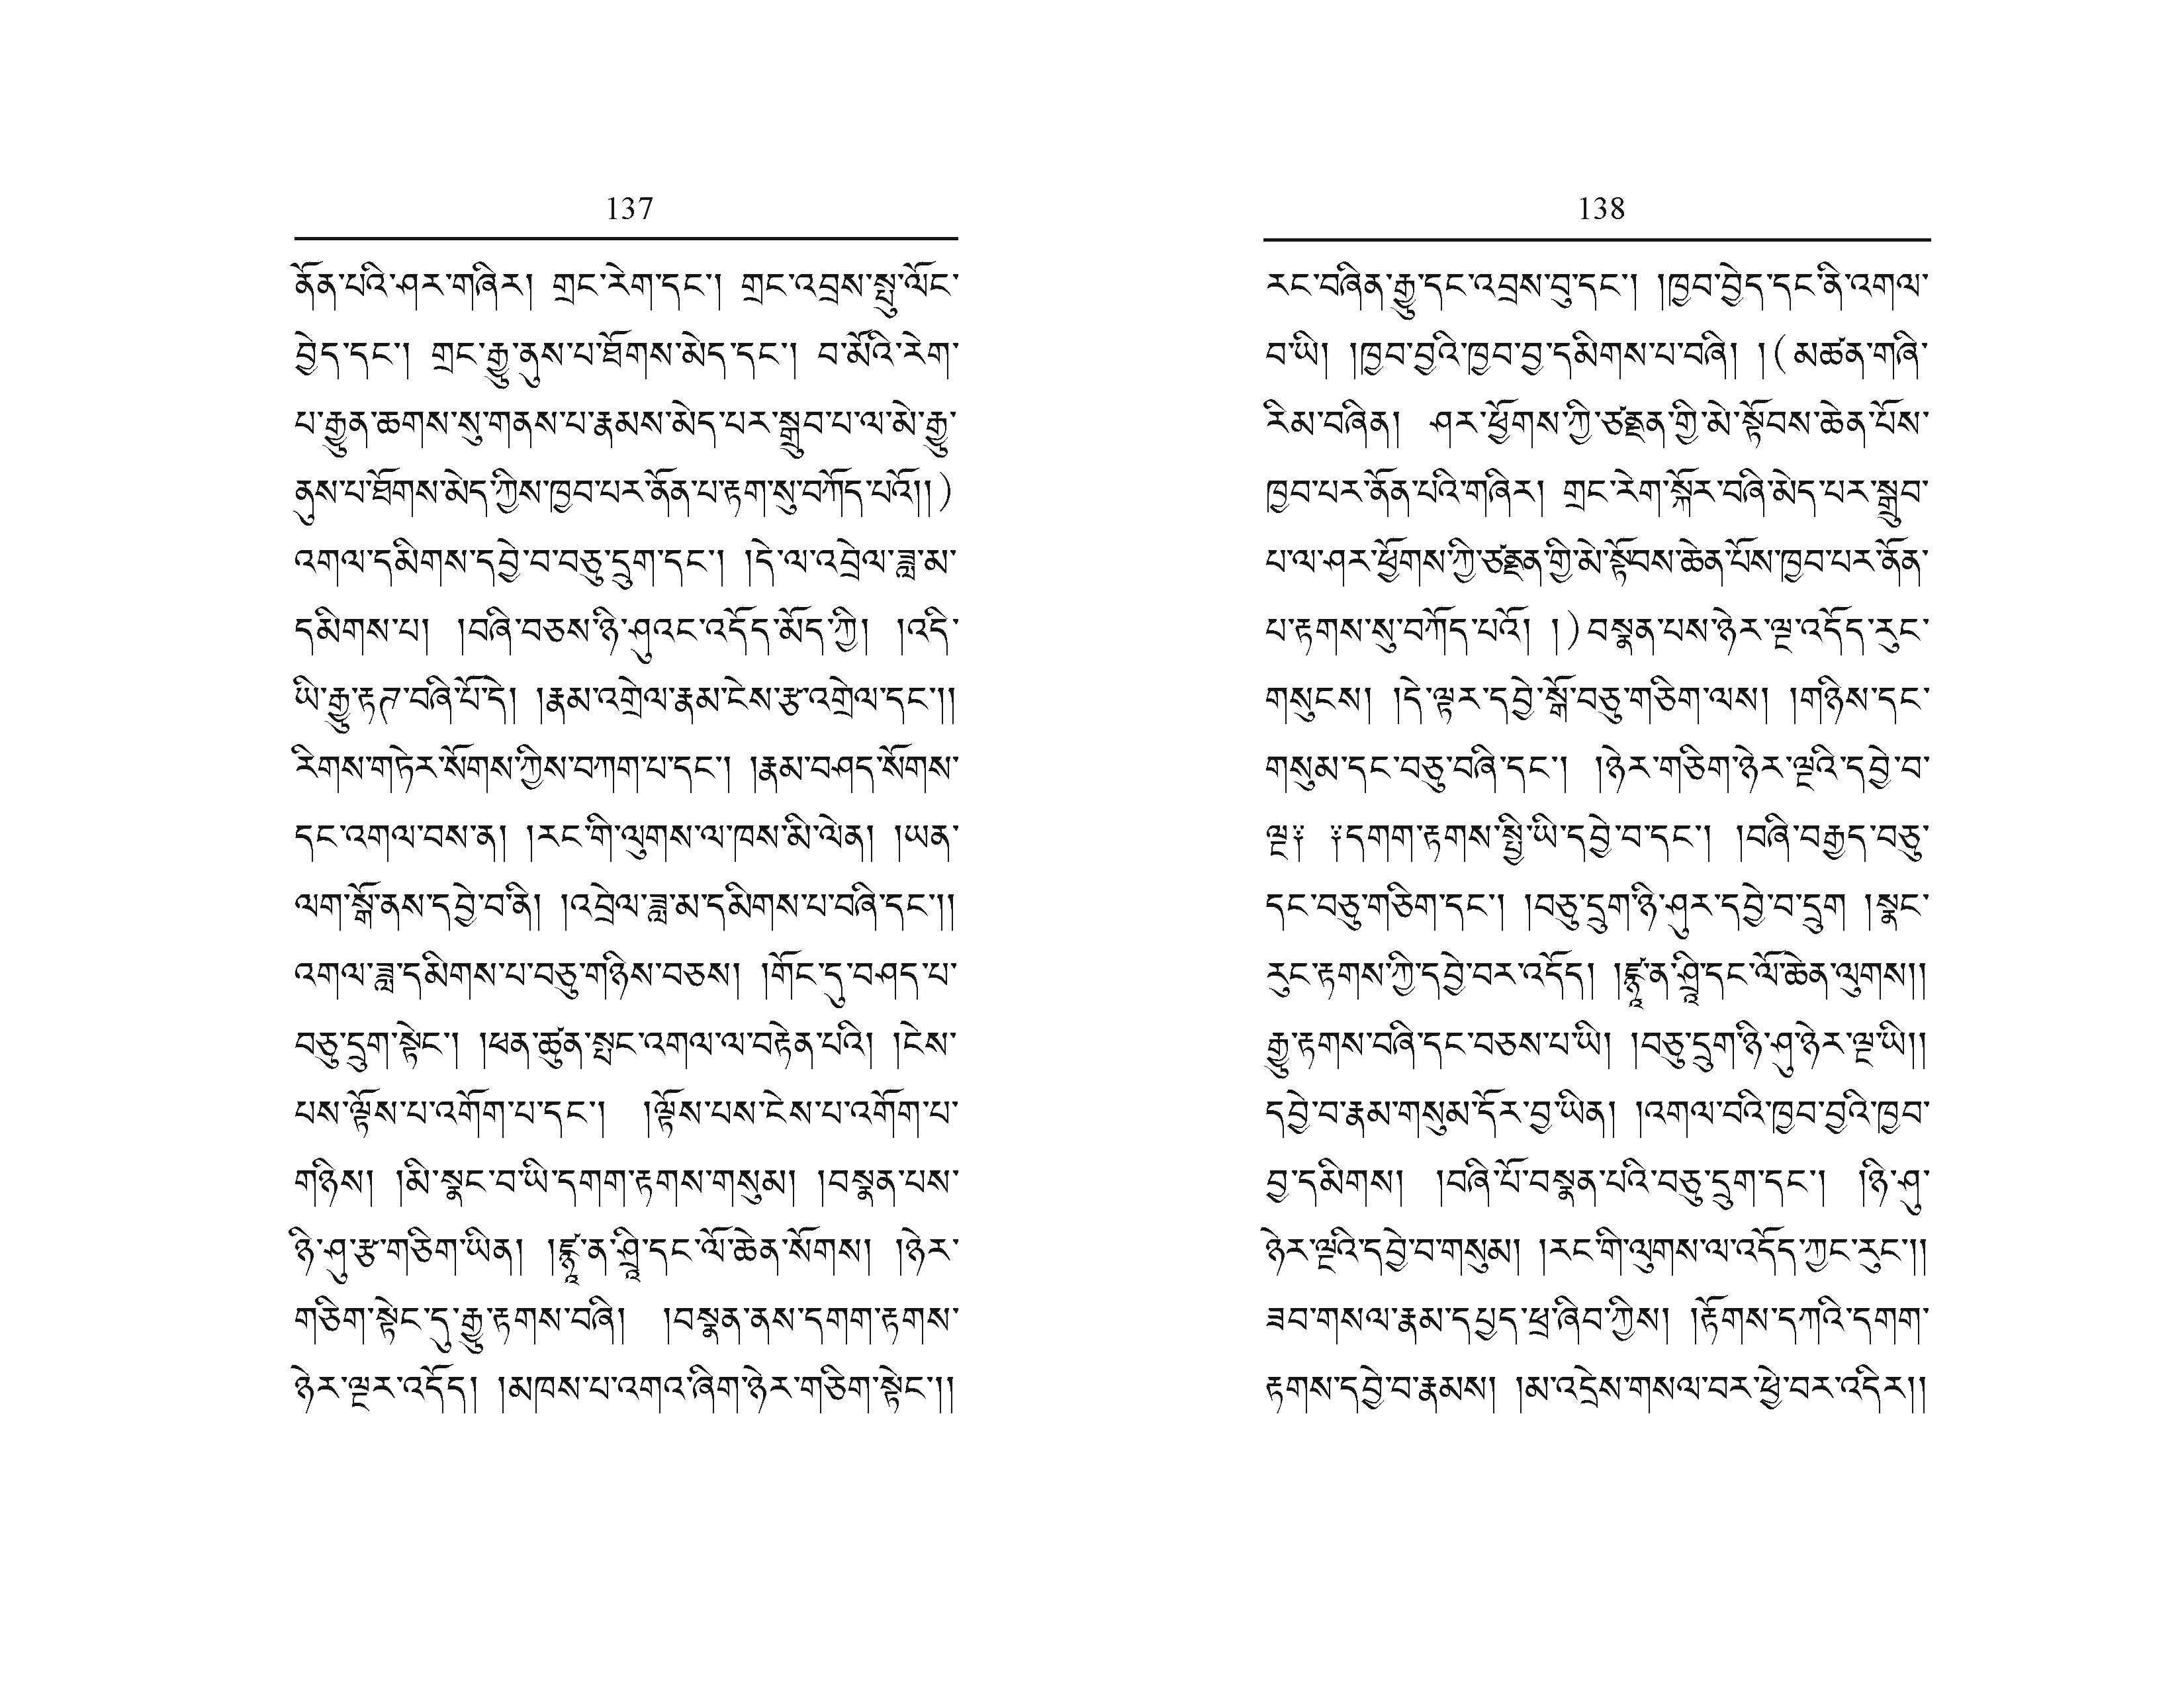 137
ནོན་པའི་ཤར་གཞིར། གྲང་རེག་དང་། གྲང་འབྲས་སྤུ་ལོང་
བྱེད་དང་། གྲང་རྒྱུ་ནུས་པ་ཐོགས་མེད་དང་། བ་མོའི་རེག་
པ་རྒྱུན་ཆགས་སུ་གནས་པ་རྣམས་མེད་པར་སྒྲུབ་པ་ལ་མེ་རྒྱུ་
ནུས་པ་ཐོགས་མེད་ཀྱིས་ཁྱབ་པར་ནོན་པ་རྟག་སུ་བཀོད་པའོ།།)
འགལ་དམིགས་དབྱེ་བ་བཅུ་དྲུག་དང་། །དེ་ལ་འབྲེལ་ཟླ་མ་
དམིགས་པ། །བཞི་བཅས་ཉི་ཤུའང་འདོད་མོད་ཀྱི། །འདི་
ཡི་རྒྱུ་རྟཊ་བཞི་པོ་དེ། །རྣམ་འགྲེལ་རྣམ་ངེས་རྩ་འགྲེལ་དང་།།
རིགས་གཏེར་སོགས་ཀྱིས་བཀག་པ་དང་། །རྣམ་བཤད་སོགས་
དང་འགལ་བས་ན། །རང་གི་ལུགས་ལ་ཁས་མི་ལེན། །ཡན་
ལག་སྒོ་ནས་དབྱེ་བ་ནི། །འབྲེལ་ཟླ་མ་དམིགས་པ་བཞི་དང་།།
འགལ་ཟླ་དམིགས་པ་བཅུ་གཉིས་བཅས། །གོང་དུ་བཤད་པ་
བཅུ་དྲུག་སྟེང་། །ཕན་ཚུན་སྤང་འགལ་ལ་བརྟེན་པའི། །ངེས་
པས་ལྟོས་པ་འགོག་པ་དང་། །ལྟོས་པས་ངེས་པ་འགོག་པ་
གཉིས། །མི་སྣང་བ་ཡི་དགག་རྟགས་གསུམ། །བསྣན་པས་
ཉི་ཤུ་རྩ་གཅིག་ཡིན། །ཛྙཱ་ན་ཤྲཱི་དང་ལོ་ཆེན་སོགས། །ཉེར་
གཅིག་སྟེང་དུ་རྒྱུ་རྟགས་བཞི། །བསྣན་ནས་དགག་རྟགས་
ཉེར་ལྔར་འདོད། །མཁས་པ་འགའ་ཞིག་ཉེར་གཅིག་སྟེང་།།
138
རང་བཞིན་རྒྱུ་དང་འབྲས་བུ་དང་། །ཁྱབ་བྱེད་དང་ནི་འགལ་
བ་ཡི། །ཁྱབ་བྱའི་ཁྱབ་བྱ་དམིགས་པ་བཞི། །(མཚན་གཞི་
རིམ་བཞིན། ཤར་ཕྱོགས་ཀྱི་ཙནྡན་གྱི་མེ་སྟོབས་ཆེན་པོས་
ཁྱབ་པར་ནོན་པའི་གཞིར། གྲང་རེག་སྐོར་བཞི་མེད་པར་སྒྲུབ་
པ་ལ་ཤར་ཕྱོགས་ཀྱི་ཙནྡན་གྱི་མེ་སྟོབས་ཆེན་པོས་ཁྱབ་པར་ནོན་
པ་རྟགས་སུ་བཀོད་པའོ། །)བསྣན་པས་ཉེར་ལྔ་འདོད་རུང་
གསུངས། །དེ་ལྟར་དབྱེ་སྒོ་བཅུ་གཅིག་ལས། །གཉིས་དང་
གསུམ་དང་བཅུ་བཞི་དང་། །ཉེར་གཅིག་ཉེར་ལྔའི་དབྱེ་བ་
ལྔ༔ ༔དགག་རྟགས་སྤྱི་ཡི་དབྱེ་བ་དང་། །བཞི་བརྒྱད་བཅུ་
དང་བཅུ་གཅིག་དང་། །བཅུ་དྲུག་ཉི་ཤུར་དབྱེ་བ་དྲུག །སྣང་
རུང་རྟགས་ཀྱི་དབྱེ་བར་འདོད། །ཛྙཱ་ན་ཤྲཱི་དང་ལོ་ཆེན་ལུགས།།
རྒྱུ་རྟགས་བཞི་དང་བཅས་པ་ཡི། །བཅུ་དྲུག་ཉི་ཤུ་ཉེར་ལྔ་ཡི།།
དབྱེ་བ་རྣམ་གསུམ་དོར་བྱ་ཡིན། །འགལ་བའི་ཁྱབ་བྱའི་ཁྱབ་
བྱ་དམིགས། །བཞི་པོ་བསྣན་པའི་བཅུ་དྲུག་དང་། །ཉི་ཤུ་
ཉེར་ལྔའི་དབྱེ་བ་གསུམ། །རང་གི་ལུགས་ལ་འདོད་ཀྱང་རུང་།།
ཟབ་གསལ་རྣམ་དཔྱད་ཕྲ་ཞིབ་ཀྱིས། །རྟོགས་དཀའི་དགག་
རྟགས་དབྱེ་བ་རྣམས། །མ་འདྲེས་གསལ་བར་ཕྱེ་བར་འདིར།།